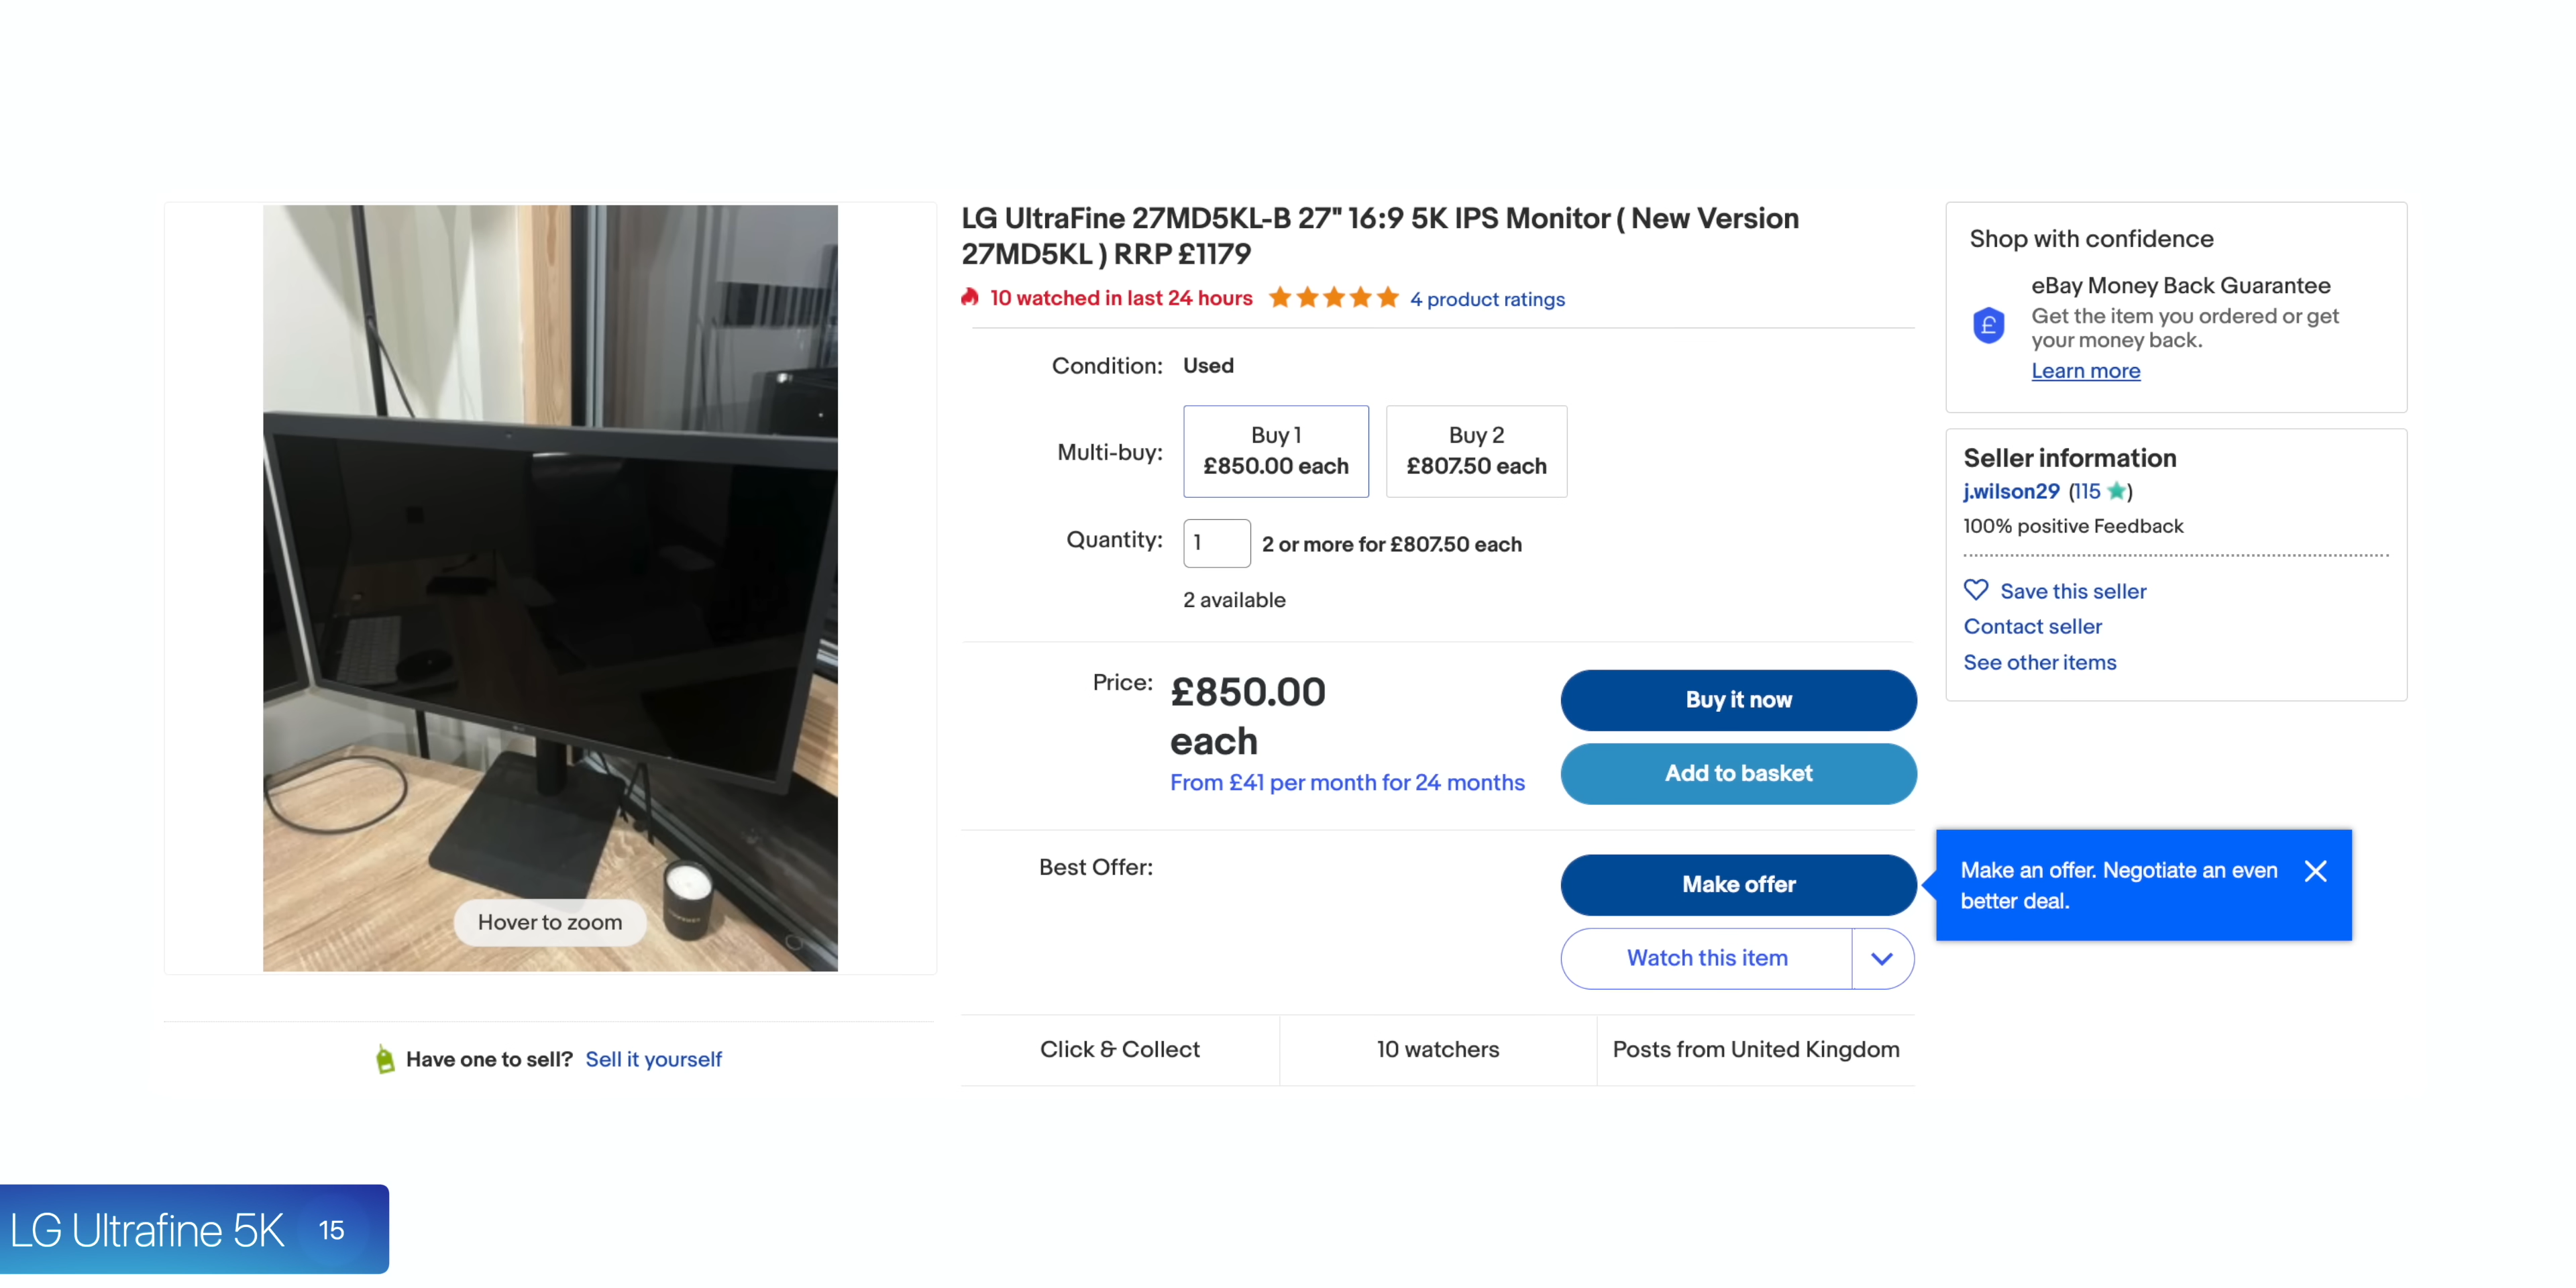 LG UltraFine 27MD5KL-B 27" 16:9 5K IPS Monitor ( New Version
27MD5KL ) RRP £1179
10 watched in last 24 hours 4 product ratings
Condition: Used
Multi-buy:
Buy 1
£850.00 each
Buy 2
£807.50 each
Quantity: 1 2 or more for £807.50 each
2 available
Price: £850.00
each
From £41 per month for 24 months
Buy it now
Add to basket
Best Offer:
Make offer
Watch this item
Click & Collect
10 watchers
Posts from United Kingdom
Shop with confidence
eBay Money Back Guarantee
£
Get the item you ordered or get
your money back.
Learn more
Seller information
j.wilson29 (115)
100% positive Feedback
Save this seller
Contact seller
See other items
Make an offer. Negotiate an even
better deal.
Hover to zoom
Have one to sell? Sell it yourself
LG Ultrafine 5K 15